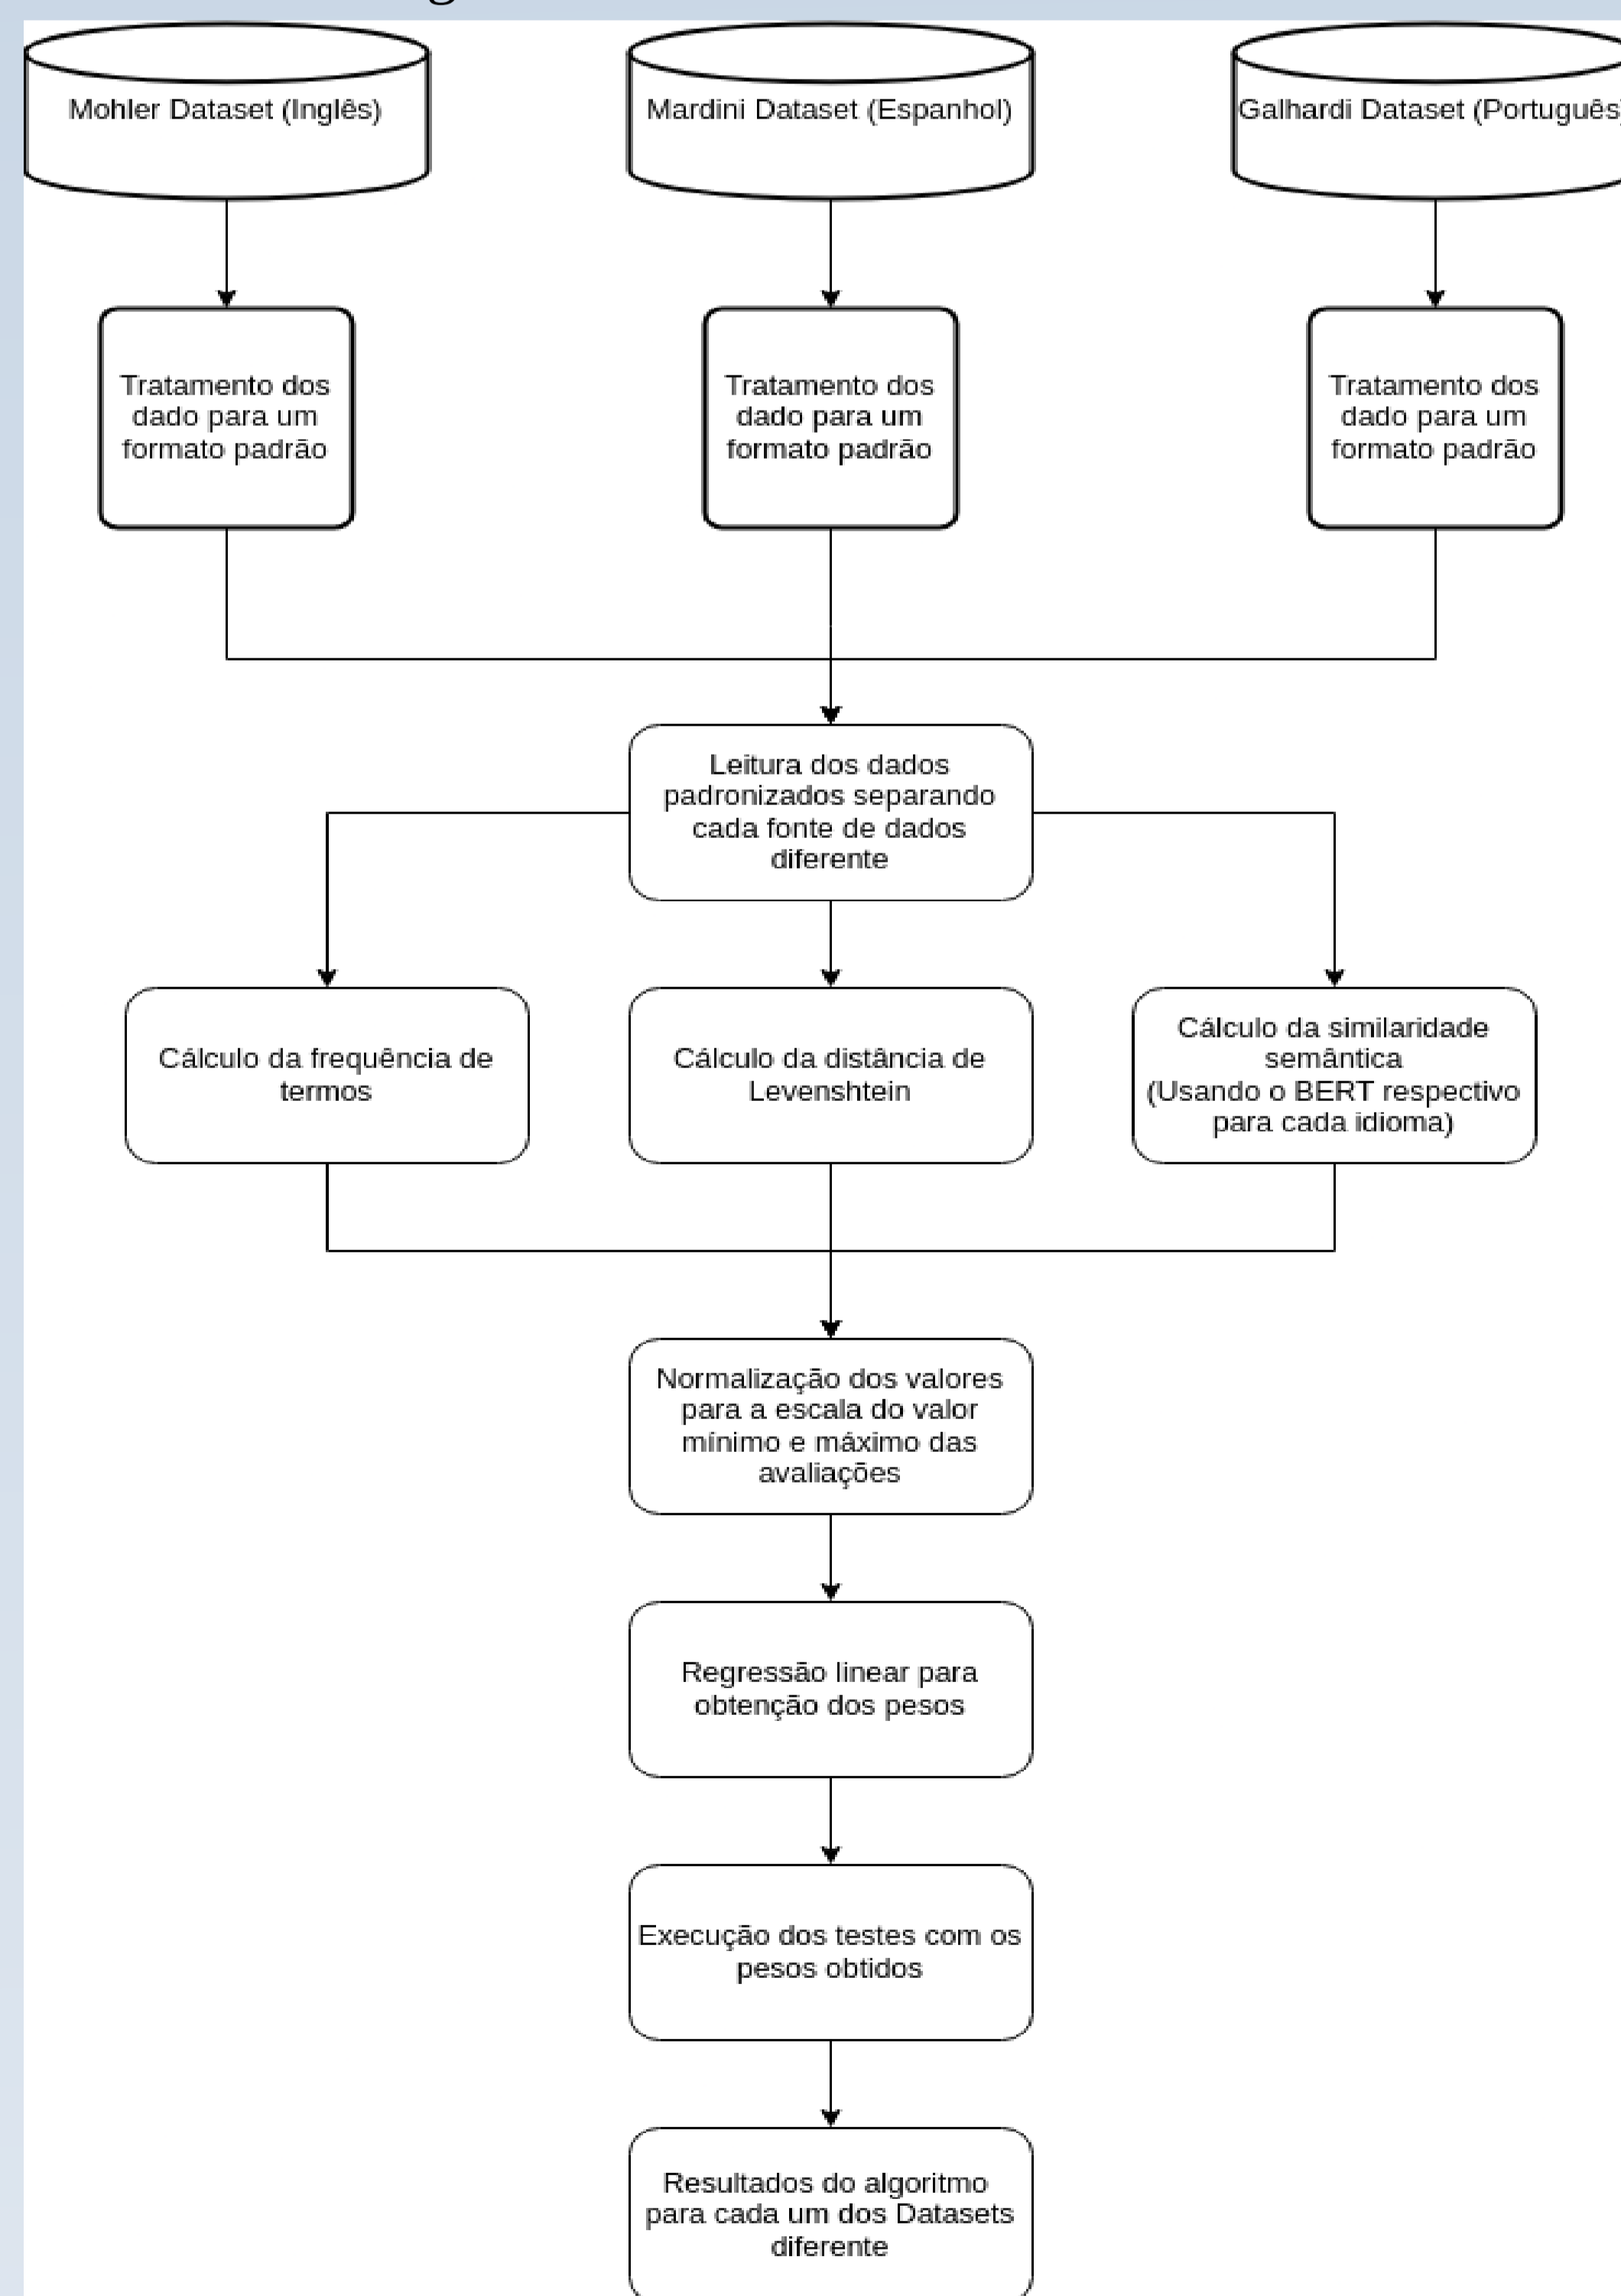 Mohler Dataset (Inglês)
Mardini Dataset (Espanhol)
Galhardi Dataset (Português)
Tratamento dos
dado para um
formato padrão
Tratamento dos
dado para um
formato padrão
Tratamento dos
dado para um
formato padrão
Leitura dos dados
padronizados separando
cada fonte de dados
diferente
Cálculo da frequência de
termos
Cálculo da distância de
Levenshtein
Cálculo da similaridade
semântica
(Usando o BERT respectivo
para cada idioma)
Normalização dos valores
para a escala do valor
mínimo e máximo das
avaliações
Regressão linear para
obtenção dos pesos
Execução dos testes com os
pesos obtidos
Resultados do algoritmo
para cada um dos Datasets
diferente